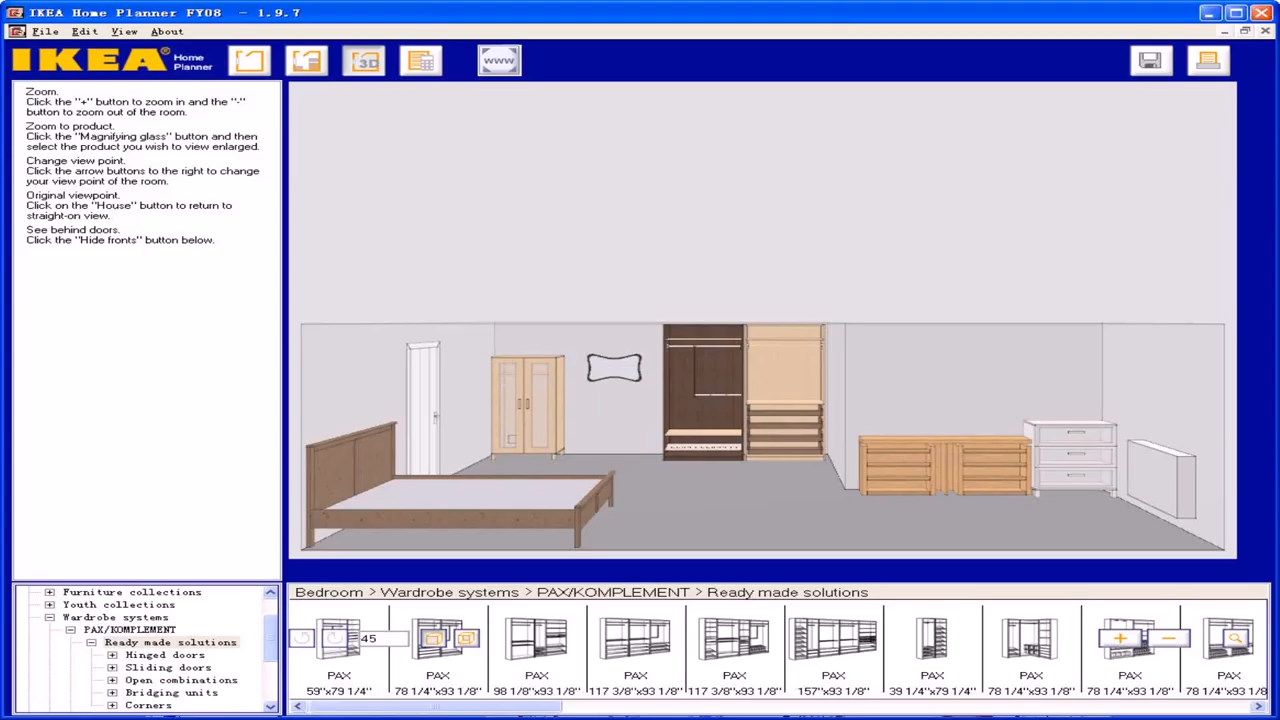 IKEA Home Planner FY08 - 1.9.7
File Edit View About
IKEA® Home Planner
3D
WWW
Zoom.
Click the "+" button to zoom in and the "-"
button to zoom out of the room.
Zoom to product.
Click the "Magnifying glass" button and then
select the product you wish to view enlarged.
Change view point.
Click the arrow buttons to the right to change
your view point of the room.
Original viewpoint.
Click on the "House" button to return to
straight-on view.
See behind doors.
Click the "Hide fronts" button below.
Furniture collections
Youth collections
Wardrobe systems
PAX/KOMPLEMENT
Ready made solutions
Hinged doors
Sliding doors
Open combinations
Bridging units
Corners
Bedroom > Wardrobe systems > PAX/KOMPLEMENT > Ready made solutions
45
PAX PAX PAX PAX PAX PAX PAX PAX PAX PAX
59"x79 1/4" 78 1/4"x93 1/8" 98 1/8"x93 1/8" 117 3/8"x93 1/8" 117 3/8"x93 1/8" 157"x93 1/8" 39 1/4"x79 1/4" 78 1/4"x93 1/8" 78 1/4"x93 1/8" 78 1/4"x93 1/8